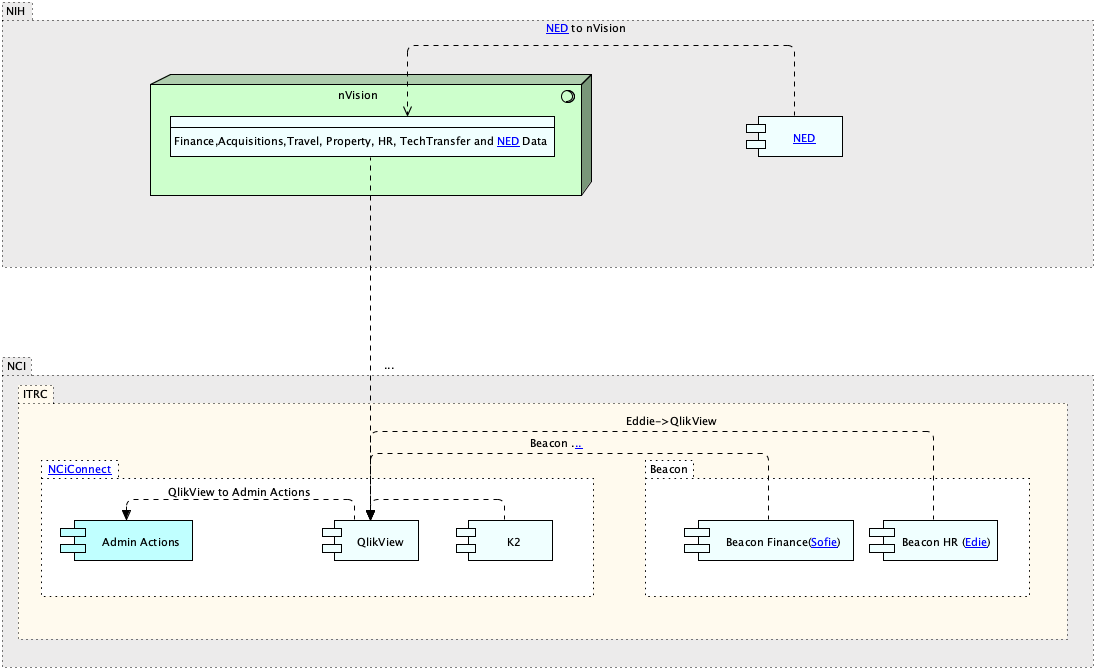 NIH
NED to nVision
nVision
Finance,Acquisitions,Travel, Property, HR, TechTransfer and NED Data
NED
...
NCI
ITRC
Eddie->QlikView
Beacon ...
NCiConnect
Beacon
QlikView to Admin Actions
Admin Actions
QlikView
K2
Beacon Finance(Sofie)
Beacon HR (Edie)